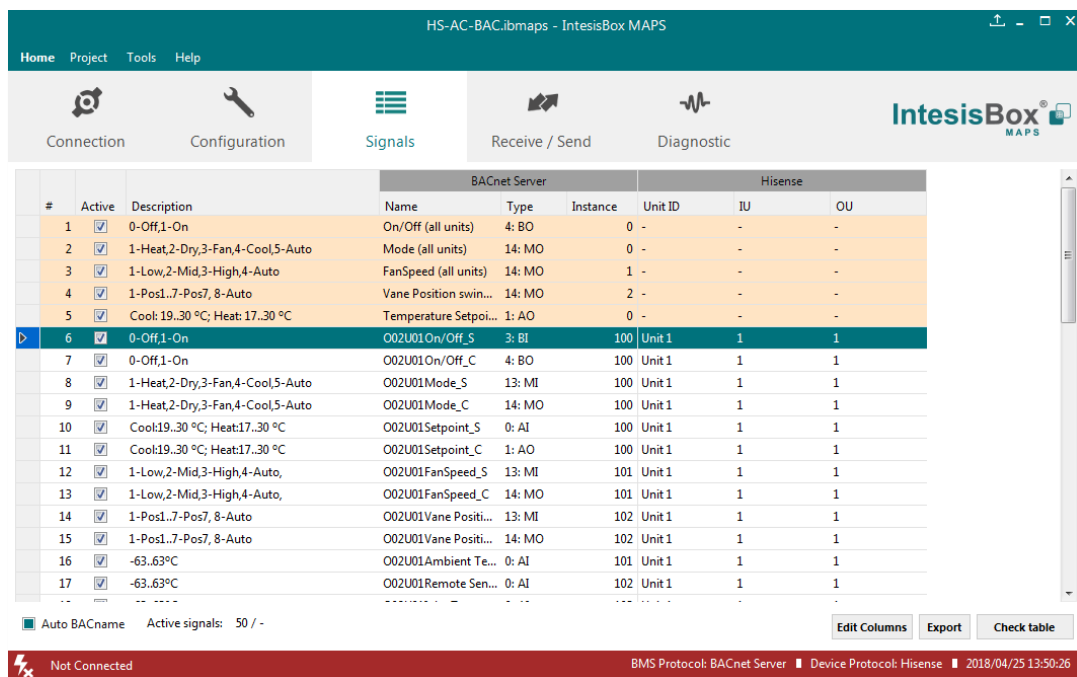 HS-AC-BAC.ibmaps - IntesisBox MAPS
Home Project Tools Help
Connection Configuration Signals Receive / Send Diagnostic IntesisBox® MAPS
BACnet Server Hisense
# Active Description Name Type Instance Unit ID IU OU
1 0-Off,1-On On/Off (all units) 4: BO 0 - - -
2 1-Heat,2-Dry,3-Fan,4-Cool,5-Auto Mode (all units) 14: MO 0 - - -
3 1-Low,2-Mid,3-High,4-Auto FanSpeed (all units) 14: MO 1 - - -
4 1-Pos1..7-Pos7, 8-Auto Vane Position swin... 14: MO 2 - - -
5 Cool: 19..30 ºC; Heat: 17..30 ºC Temperature Setpoi... 1: AO 0 - - -
6 0-Off,1-On O02U01On/Off_S 3: BI 100 Unit 1 1 1
7 0-Off,1-On O02U01On/Off_C 4: BO 100 Unit 1 1 1
8 1-Heat,2-Dry,3-Fan,4-Cool,5-Auto O02U01Mode_S 13: MI 100 Unit 1 1 1
9 1-Heat,2-Dry,3-Fan,4-Cool,5-Auto O02U01Mode_C 14: MO 100 Unit 1 1 1
10 Cool:19..30 ºC; Heat:17..30 ºC O02U01Setpoint_S 0: AI 100 Unit 1 1 1
11 Cool:19..30 ºC; Heat:17..30 ºC O02U01Setpoint_C 1: AO 100 Unit 1 1 1
12 1-Low,2-Mid,3-High,4-Auto, O02U01FanSpeed_S 13: MI 101 Unit 1 1 1
13 1-Low,2-Mid,3-High,4-Auto, O02U01FanSpeed_C 14: MO 101 Unit 1 1 1
14 1-Pos1..7-Pos7, 8-Auto O02U01Vane Positi... 13: MI 102 Unit 1 1 1
15 1-Pos1..7-Pos7, 8-Auto O02U01Vane Positi... 14: MO 102 Unit 1 1 1
16 -63..63ºC O02U01Ambient Te... 0: AI 101 Unit 1 1 1
17 -63..63ºC O02U01Remote Sen... 0: AI 102 Unit 1 1 1
Auto BACname Active signals: 50 / - Edit Columns Export Check table
Not Connected BMS Protocol: BACnet Server Device Protocol: Hisense 2018/04/25 13:50:26